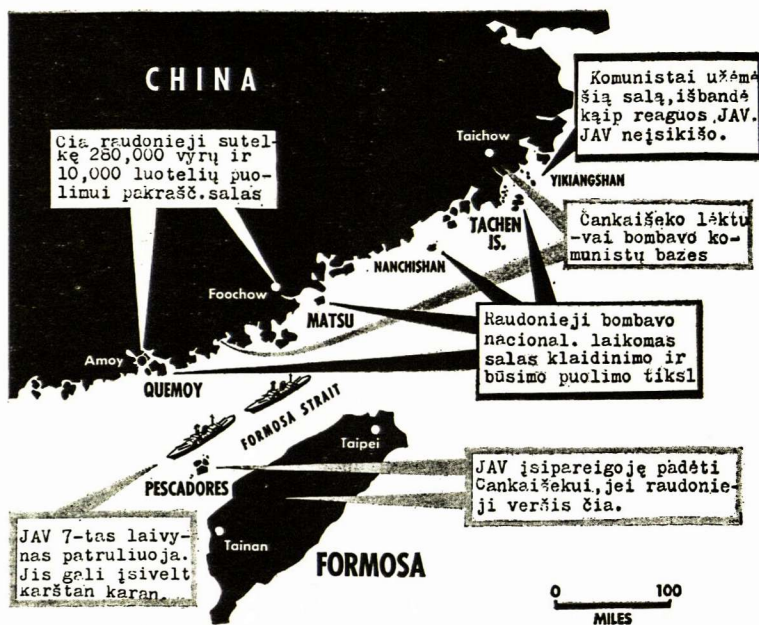 CHINA
Komunistai užėmė
šią salą, išbandė
kąip reaguos JAV.
JAV neįsikišo.
Taichow
Čia raudonieji sutel-
kę 280,000 vyrų ir
10,000 luotelių puo-
limui pakrašč.salas
YIKIANGSHAN
TACHEN
IS.
Čankaišeko lėktu
-vai bombavo ko-
munistų bazes
NANCHISHAN
Foochow
MATSU
Raudonieji bombavo
nacional. laikomas
salas klaidinimo ir
būsimo puolimo tiksl
Amoy
QUEMOY
FORMOSA STRAIT
Taipei
JAV įsipareigoję padėti
Čankaišekui, jei raudonie-
ji veršis čia.
PESCADORES
JAV 7-tas laivy-
nas patruliuoja.
Jis gali įsivelt
karštan karan.
Tainan
FORMOSA
0 100
MILES